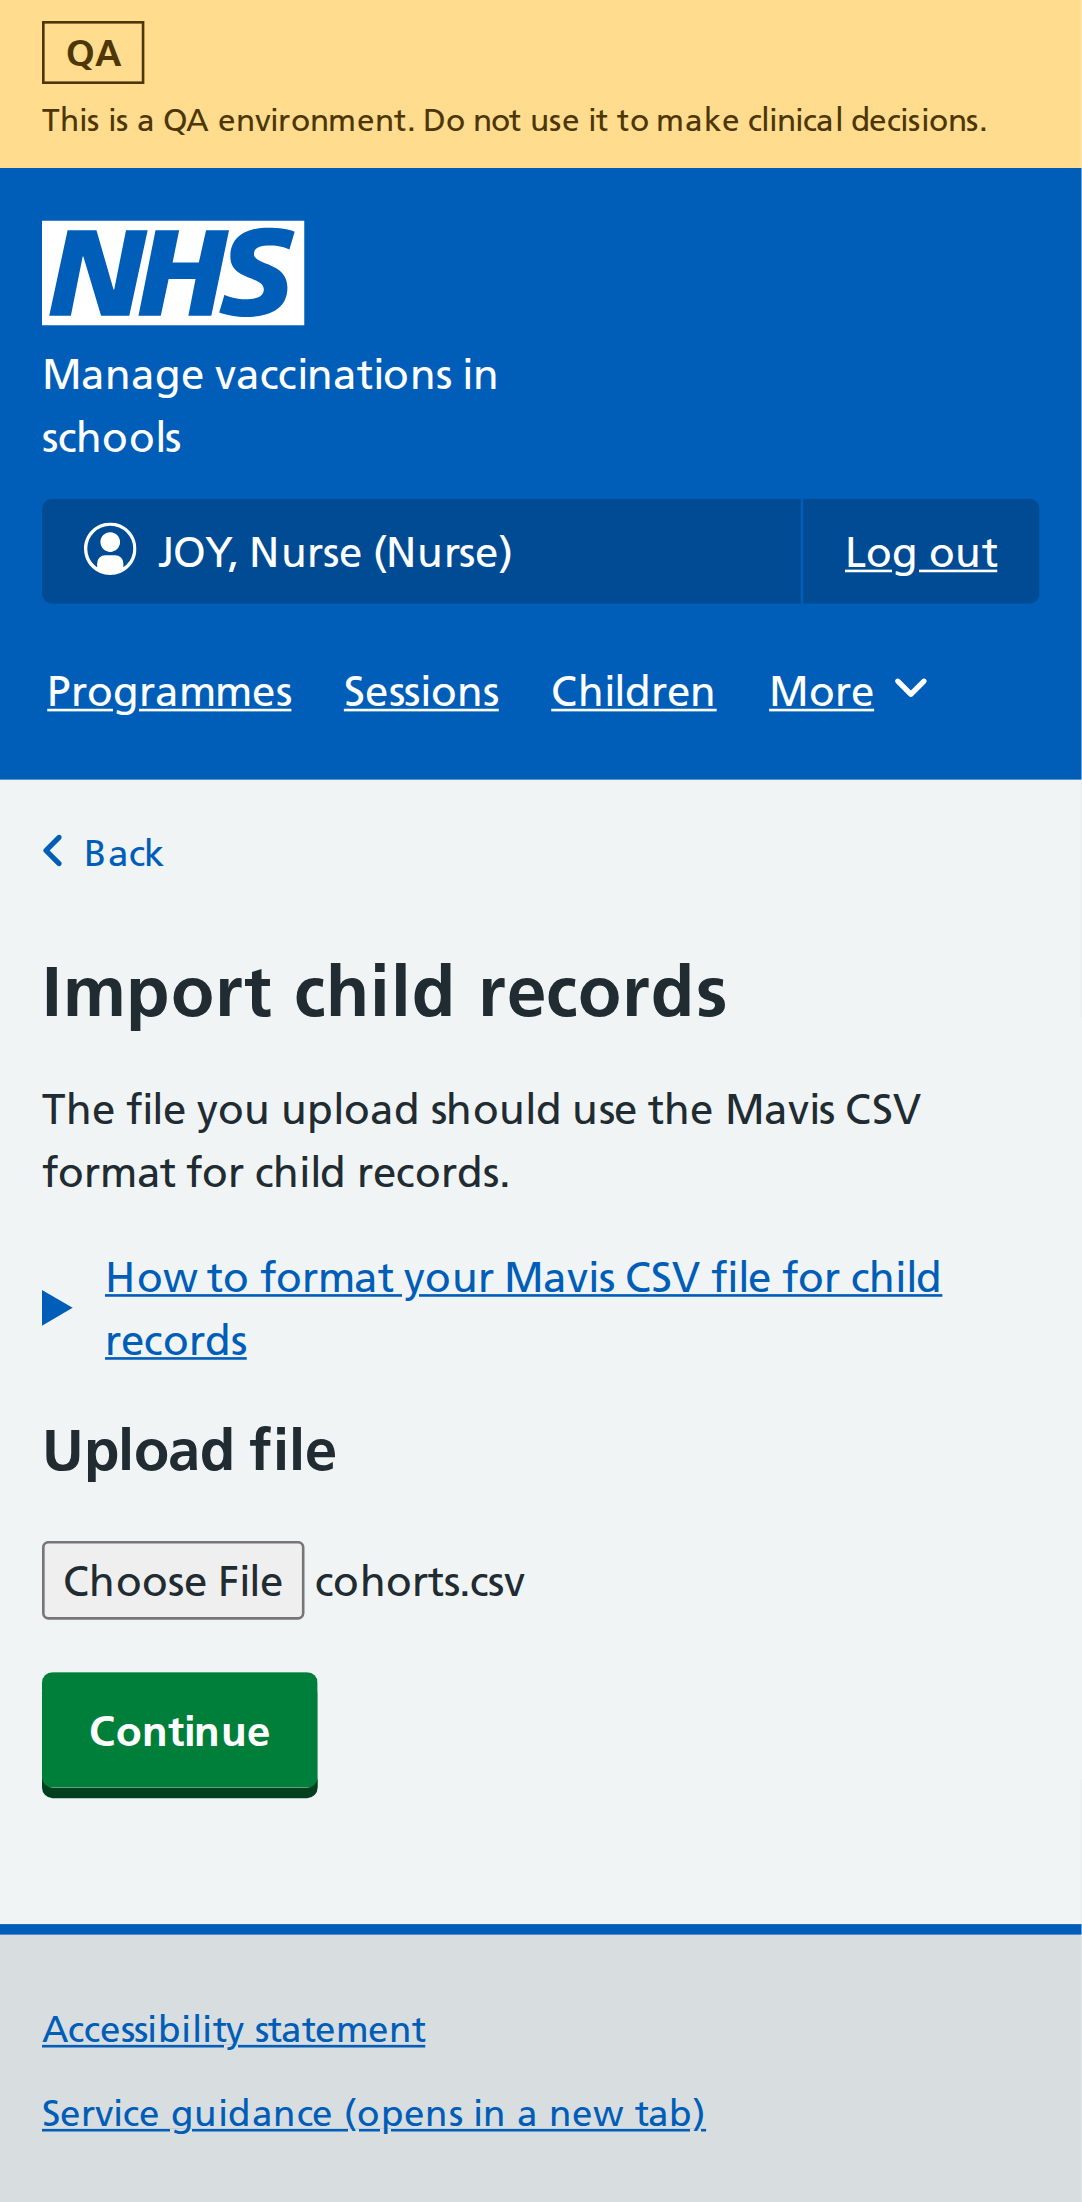 QA
This is a QA environment. Do not use it to make clinical decisions.
NHS
Manage vaccinations in
schools
JOY, Nurse (Nurse)
Log out
Programmes Sessions Children More
Back
Import child records
The file you upload should use the Mavis CSV
format for child records.
How to format your Mavis CSV file for child
records
Upload file
Choose File cohorts.csv
Continue
Accessibility statement
Service guidance (opens in a new tab)